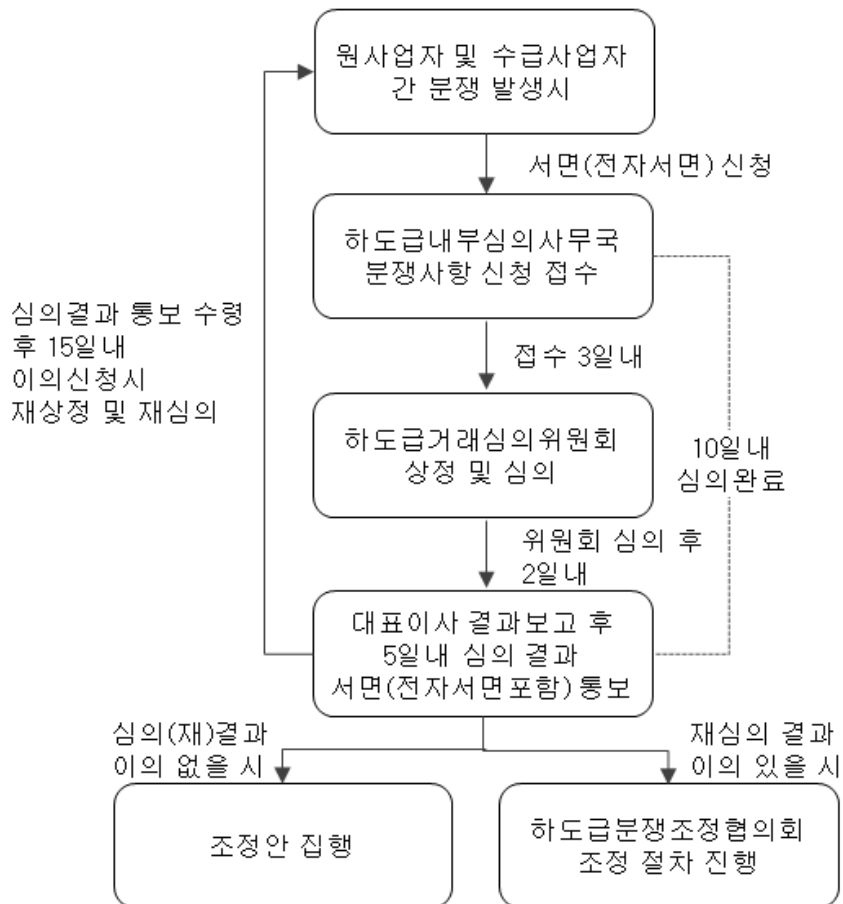 원사업자 및 수급사업자
간 분쟁 발생시
서면(전자서면) 신청
하도급내부심의사무국
분쟁사항 신청 접수
심의결과 통보 수령
후 15일내
이의신청시
재상정 및 재심의
접수 3일내
하도급거래심의위원회
상정 및 심의
10일내
심의완료
위원회 심의 후
2일내
대표이사 결과보고 후
5일내 심의 결과
서면(전자서면포함) 통보
심의(재)결과
이의 없을 시
재심의 결과
이의 있을 시
조정안 집행
하도급분쟁조정협의회
조정 절차 진행